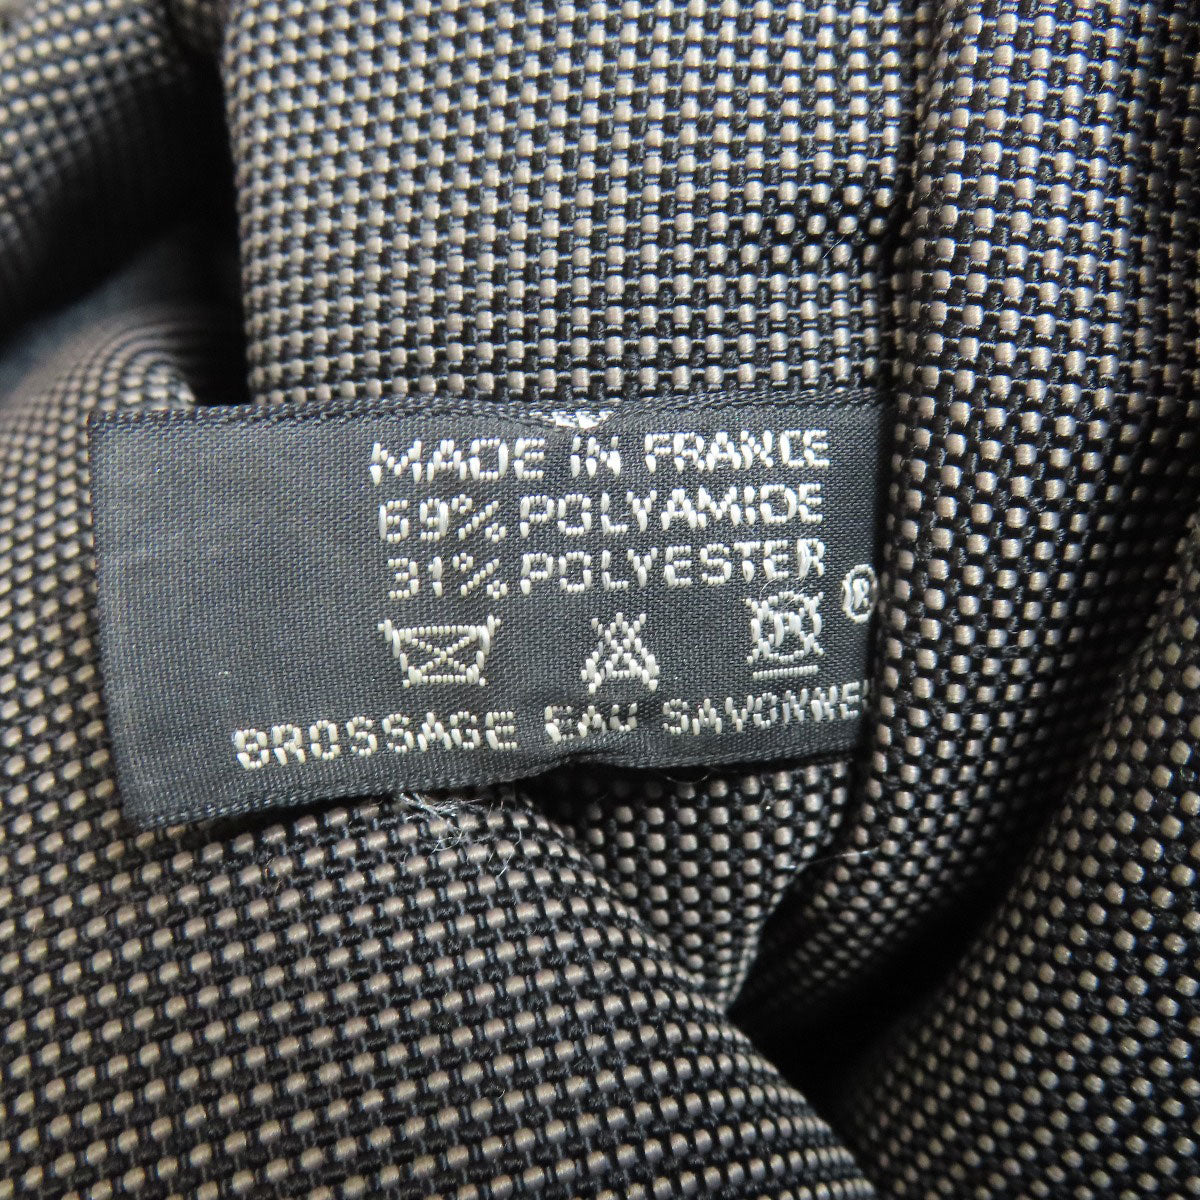 MADE IN FRANCE
69% POLYAMIDE
31% POLYESTER
®
BROSSAGE EAU SAVONNE